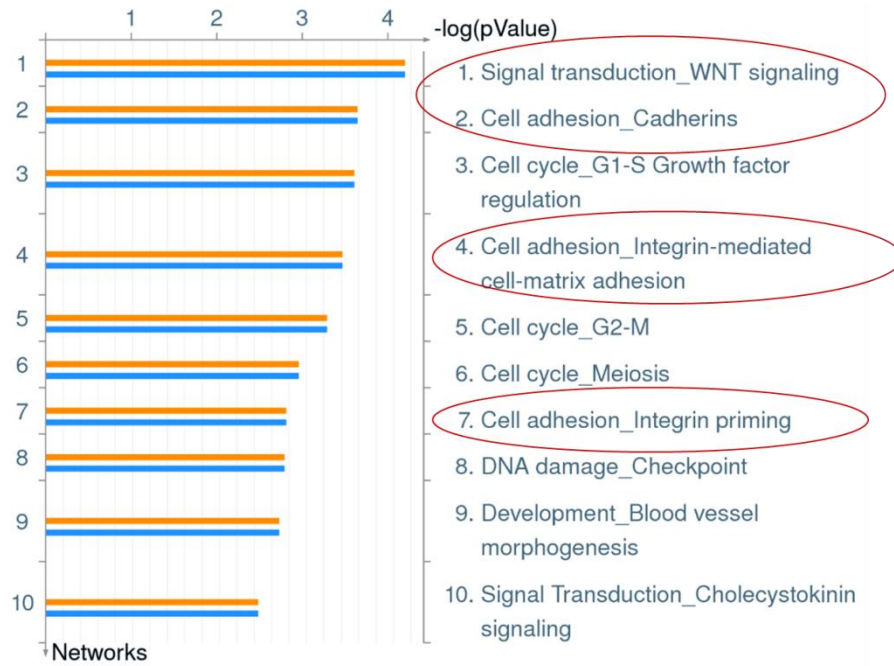 1 2 3 4 -log(pValue)
1 1. Signal transduction_WNT signaling
2 2. Cell adhesion_Cadherins
3 3. Cell cycle_G1-S Growth factor
regulation
4 4. Cell adhesion_Integrin-mediated
cell-matrix adhesion
5 5. Cell cycle_G2-M
6 6. Cell cycle_Meiosis
7 7. Cell adhesion_Integrin priming
8 8. DNA damage_Checkpoint
9 9. Development_Blood vessel
morphogenesis
10 10. Signal Transduction_Cholecystokinin
signaling
Networks